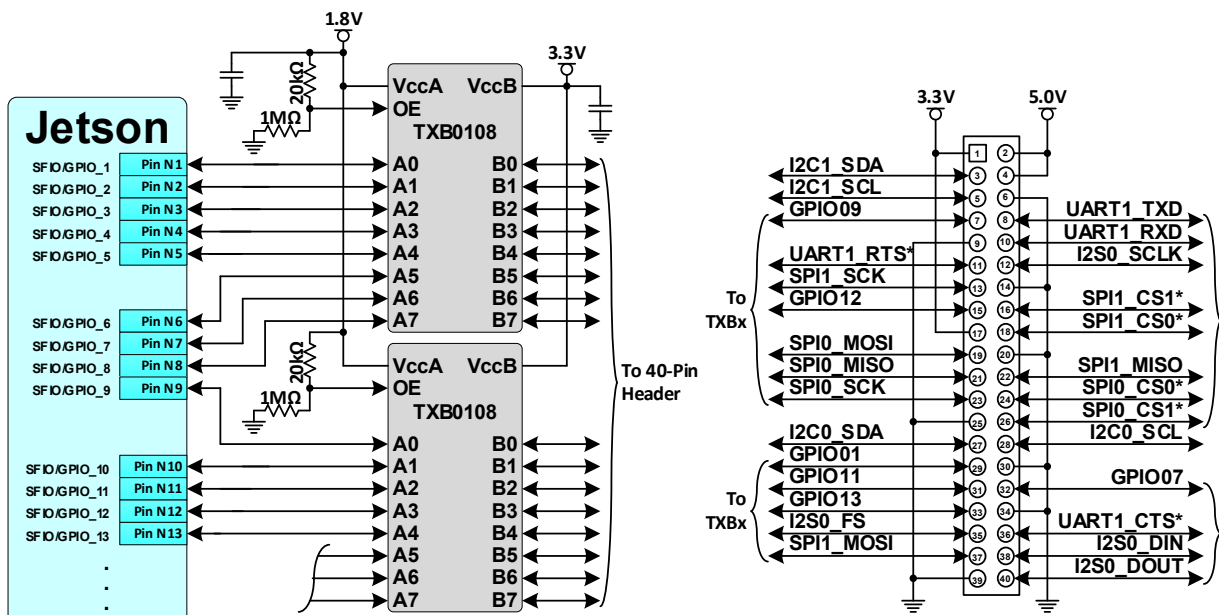 1.8V
3.3V
20kΩ
1MΩ
VccA VccB
OE
TXB0108
Jetson
SFIO/GPIO_1 Pin N1 A0 B0
SFIO/GPIO_2 Pin N2 A1 B1
SFIO/GPIO_3 Pin N3 A2 B2
SFIO/GPIO_4 Pin N4 A3 B3
SFIO/GPIO_5 Pin N5 A4 B4
A5 B5
A6 B6
SFIO/GPIO_6 Pin N6 A7 B7
SFIO/GPIO_7 Pin N7
SFIO/GPIO_8 Pin N8
SFIO/GPIO_9 Pin N9
20kΩ
1MΩ
VccA VccB
OE
TXB0108
A0 B0
SFIO/GPIO_10 Pin N10 A1 B1
SFIO/GPIO_11 Pin N11 A2 B2
SFIO/GPIO_12 Pin N12 A3 B3
SFIO/GPIO_13 Pin N13 A4 B4
A5 B5
A6 B6
A7 B7
.
.
.
To 40-Pin
Header
3.3V 5.0V
1 2
I2C1_SDA 3 4
I2C1_SCL 5 6
GPIO09 7 8 UART1_TXD
9 10 UART1_RXD
UART1_RTS* 11 12 I2S0_SCLK
SPI1_SCK 13 14
GPIO12 15 16 SPI1_CS1*
17 18 SPI1_CS0*
SPI0_MOSI 19 20
SPI0_MISO 21 22 SPI1_MISO
SPI0_SCK 23 24 SPI0_CS0*
25 26 SPI0_CS1*
I2C0_SDA 27 28 I2C0_SCL
GPIO01 29 30
GPIO11 31 32 GPIO07
GPIO13 33 34
I2S0_FS 35 36 UART1_CTS*
SPI1_MOSI 37 38 I2S0_DIN
39 40 I2S0_DOUT
To
TXBx
To
TXBx